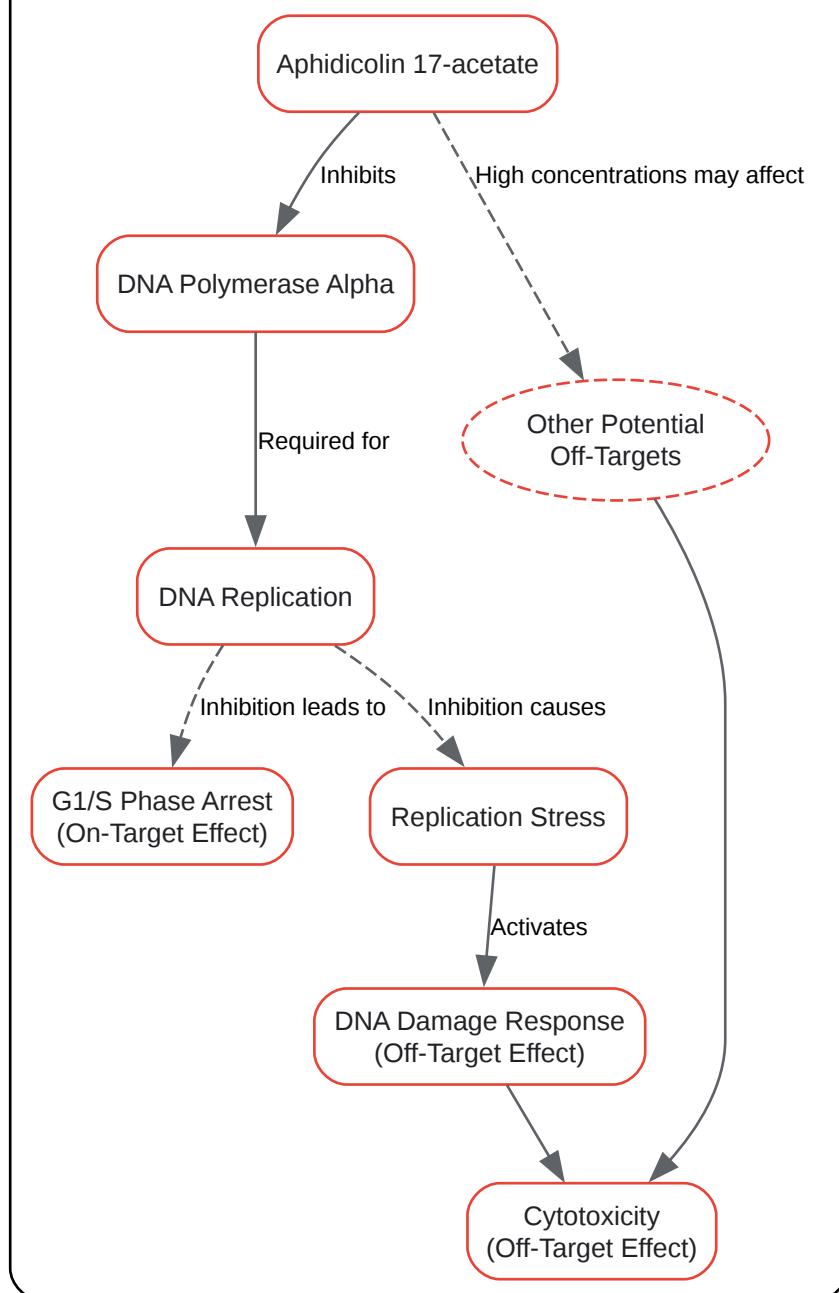 Aphidicolin 17-acetate
Inhibits
High concentrations may affect
DNA Polymerase Alpha
Other Potential
Off-Targets
Required for
DNA Replication
Inhibition leads to
Inhibition causes
G1/S Phase Arrest
(On-Target Effect)
Replication Stress
Activates
DNA Damage Response
(Off-Target Effect)
Cytotoxicity
(Off-Target Effect)